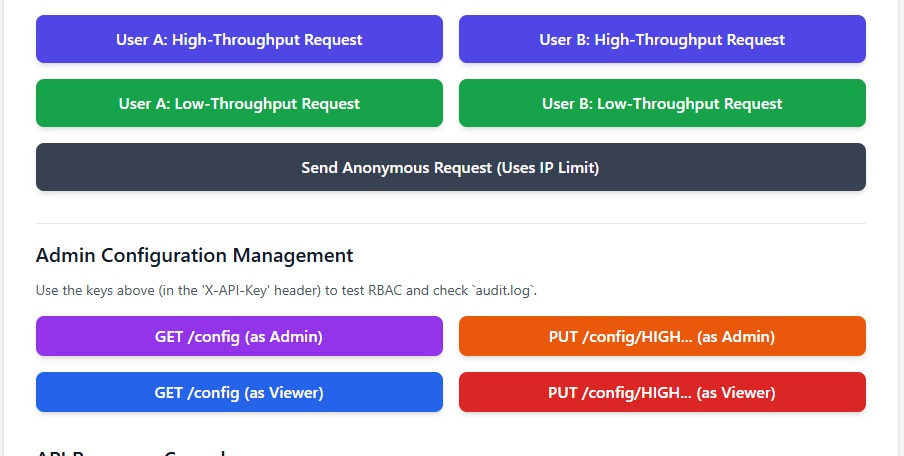 User A: High-Throughput Request
User B: High-Throughput Request
User A: Low-Throughput Request
User B: Low-Throughput Request
Send Anonymous Request (Uses IP Limit)
Admin Configuration Management
Use the keys above (in the 'X-API-Key' header) to test RBAC and check `audit.log`.
GET /config (as Admin)
PUT /config/HIGH... (as Admin)
GET /config (as Viewer)
PUT /config/HIGH... (as Viewer)